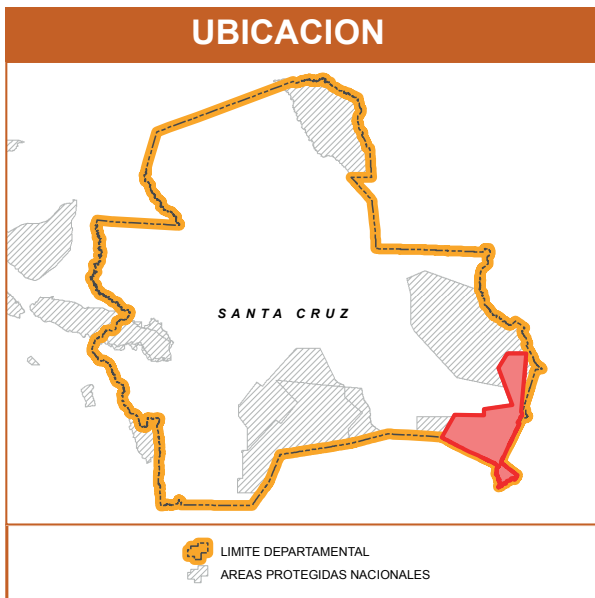 UBICACION
SANTA CRUZ
LIMITE DEPARTAMENTAL
AREAS PROTEGIDAS NACIONALES